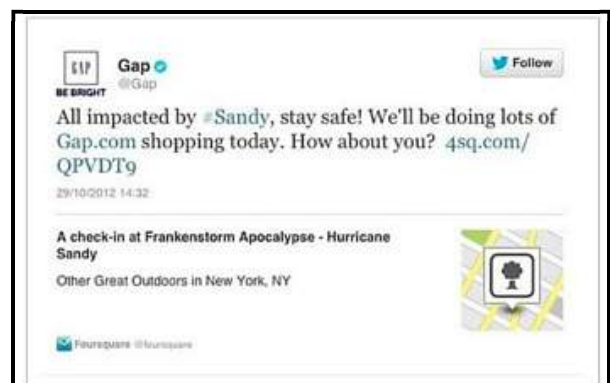 GAP
Gap
Follow
BE BRIGHT
@Gap
All impacted by #Sandy, stay safe! We'll be doing lots of
Gap.com shopping today. How about you? 4sq.com/
QPVDT9
29/10/2012 14:32
A check-in at Frankenstorm Apocalypse - Hurricane
Sandy
Other Great Outdoors in New York, NY
Foursquare @foursquare